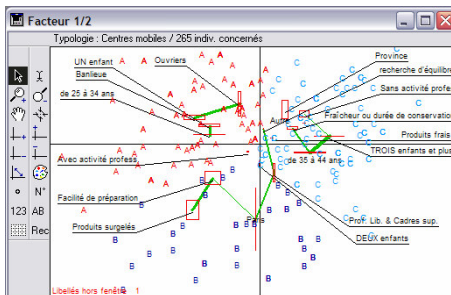 Facteur 1/2
Typologie : Centres mobiles / 265 indiv. concernés
UN enfant
Ouvriers
Banlieue
de 25 à 34 ans
Province
recherche d'équilibre
Sans activité profes
Fraîcheur ou durée de conservation
Produits frais
TROIS enfants et plus
de 35 à 44 ans
Avec activité profess
Facilité de préparation
Paris
Produits surgelés
Prof. Lib. & Cadres sup.
DEUX enfants
N°
123 AB
Rec
Libellés hors fenêtre 1